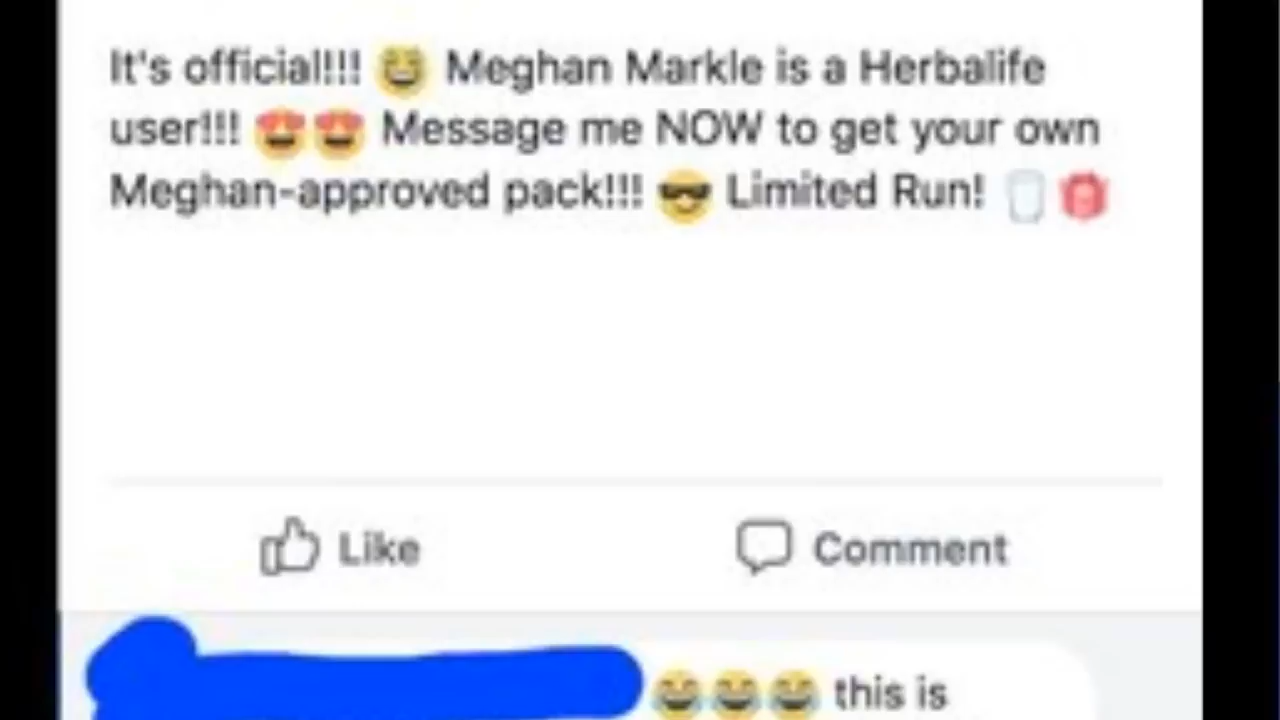 It's official!!! 😆 Meghan Markle is a Herbalife
user!!! 😍😍 Message me NOW to get your own
Meghan-approved pack!!! 😎 Limited Run! 🥛🎒
Like
Comment
😂😂😂 this is